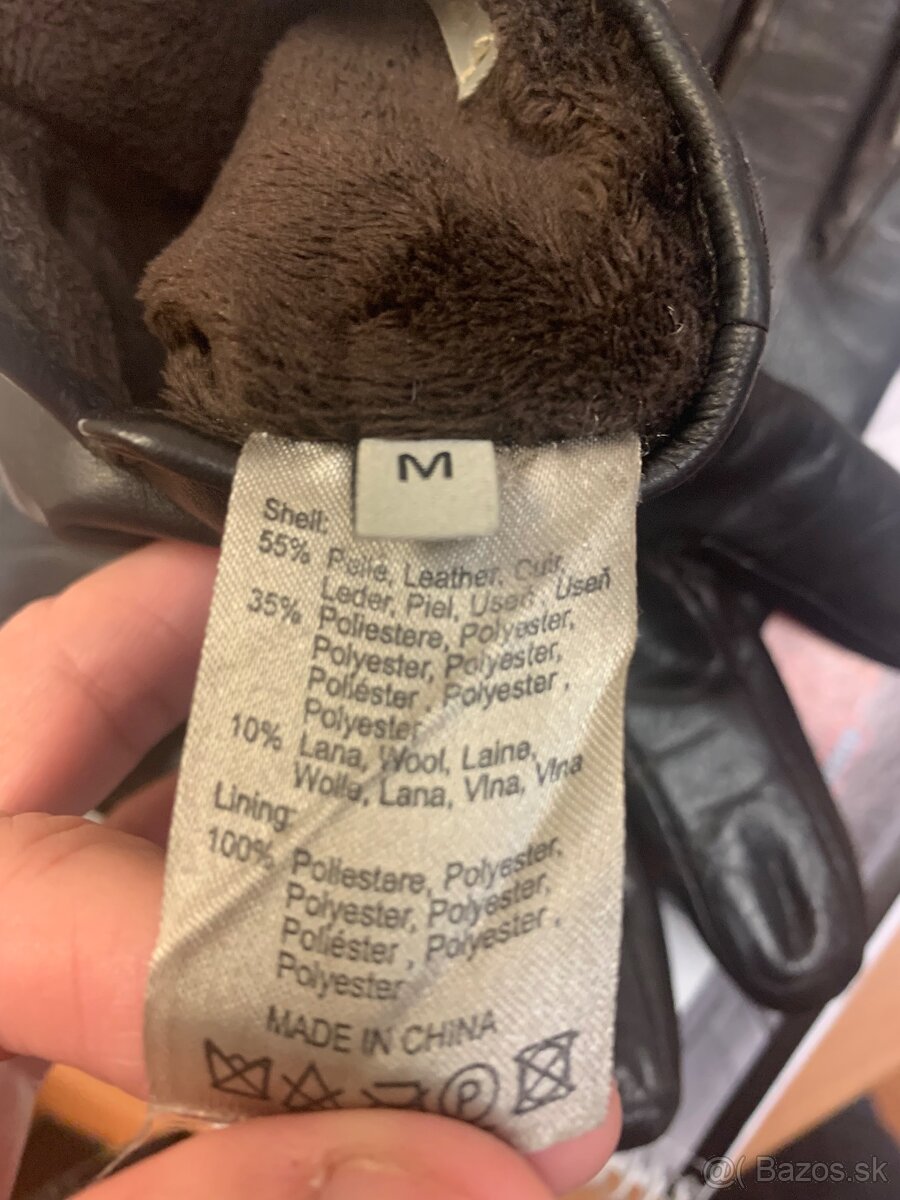 M
Shell:
55% Pelle, Leather, Cuir,
Leder, Piel, Useň, Useň
35% Poliestere, Polyester,
Polyester, Polyester,
Poliéster, Polyester,
Polyester
10% Lana, Wool, Laine,
Wolle, Lana, Vlna, Vlna
Lining:
100% Poliestere, Polyester,
Polyester, Polyester,
Poliéster, Polyester,
Polyester
MADE IN CHINA
P
@( Bazos.sk